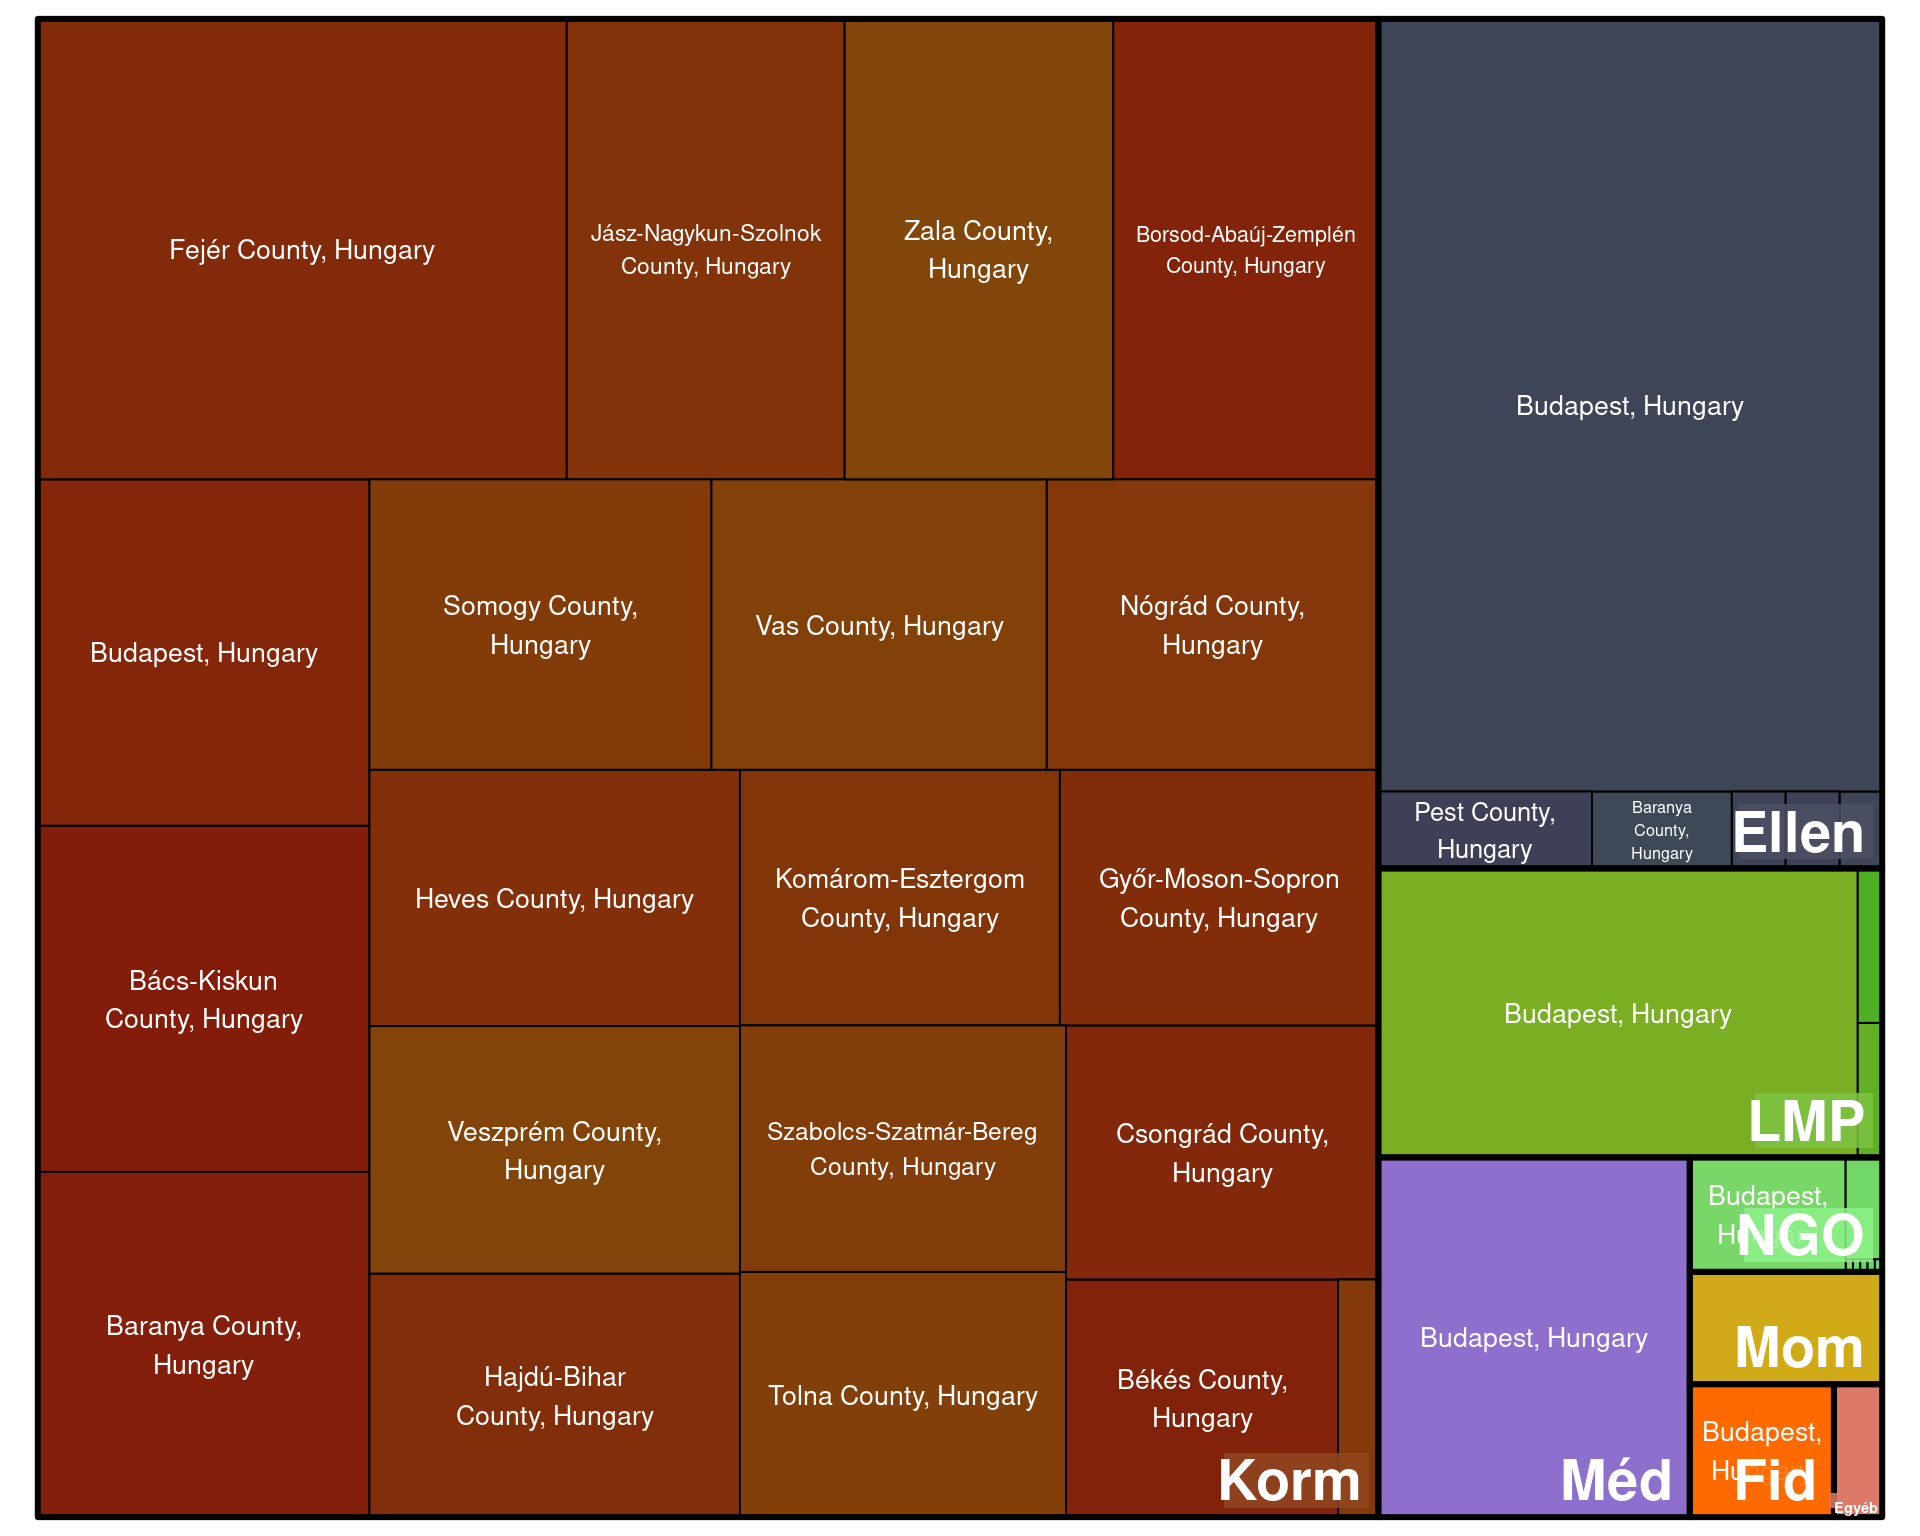 Fejér County, Hungary
Jász-Nagykun-Szolnok
County, Hungary
Zala County,
Hungary
Borsod-Abaúj-Zemplén
County, Hungary
Budapest, Hungary
Budapest, Hungary
Somogy County,
Hungary
Vas County, Hungary
Nógrád County,
Hungary
Pest County,
Hungary
Baranya
County,
Hungary
Ellen
Heves County, Hungary
Komárom-Esztergom
County, Hungary
Győr-Moson-Sopron
County, Hungary
Bács-Kiskun
County, Hungary
Budapest, Hungary
LMP
Veszprém County,
Hungary
Szabolcs-Szatmár-Bereg
County, Hungary
Csongrád County,
Hungary
Budapest,
NGO
Baranya County,
Hungary
Hajdú-Bihar
County, Hungary
Tolna County, Hungary
Békés County,
Hungary
Korm
Budapest, Hungary
Méd
Mom
Budapest,
Fid
Egyéb